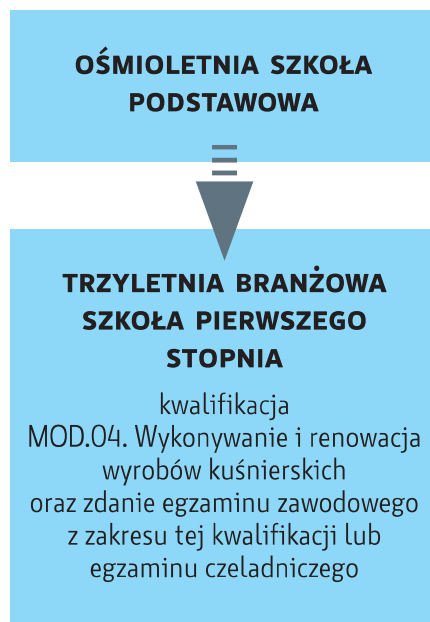 OŚMIOLETNIA SZKOŁA
PODSTAWOWA
TRZYLETNIA BRANŻOWA
SZKOŁA PIERWSZEGO
STOPNIA
kwalifikacja
MOD.04. Wykonywanie i renowacja
wyrobów kuśnierskich
oraz zdanie egzaminu zawodowego
z zakresu tej kwalifikacji lub
egzaminu czeladniczego